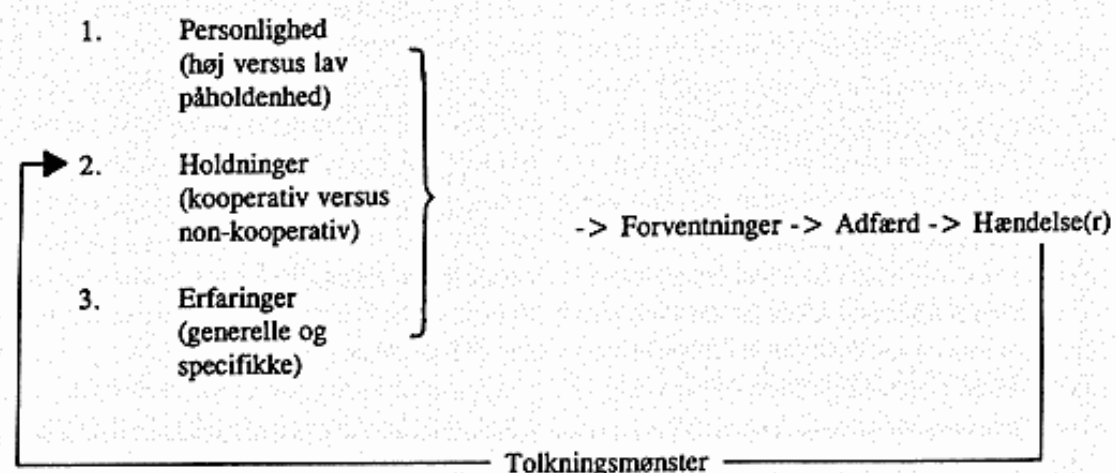 1. Personlighed
(høj versus lav
påholdenhed)
2. Holdninger
(kooperativ versus
non-kooperativ)
-> Forventninger -> Adfærd -> Hændelse(r)
3. Erfaringer
(generelle og
specifikke)
Tolkningsmønster